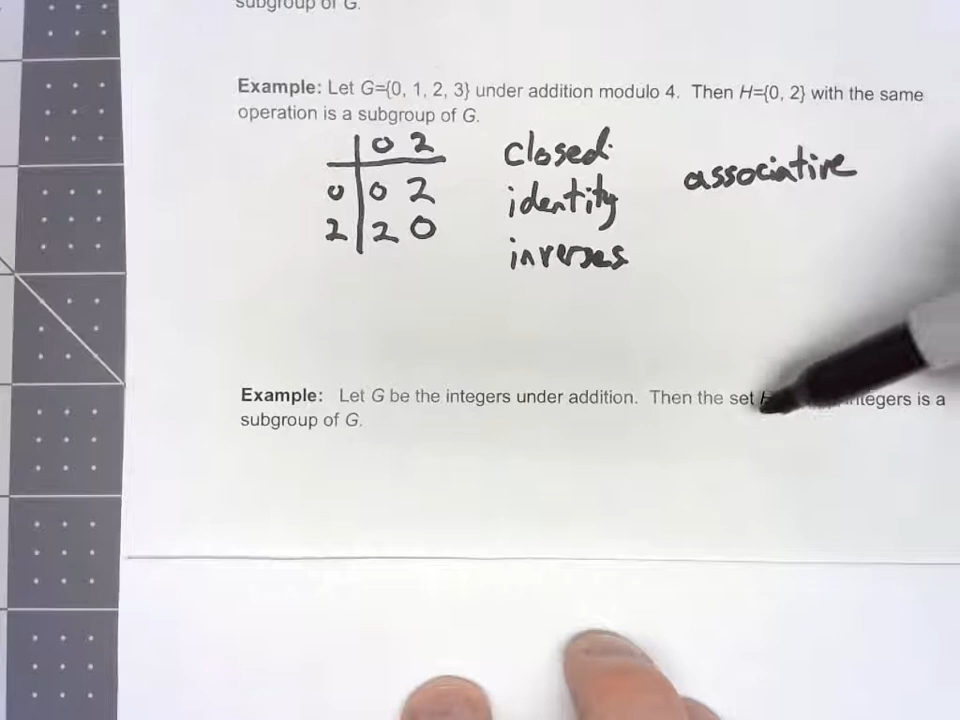 subgroup of G.
Example: Let G={0, 1, 2, 3} under addition modulo 4. Then H={0, 2} with the same
operation is a subgroup of G.
0 2
0 0 2
2 2 0
closed
identity
inverses
associative
Example: Let G be the integers under addition. Then the set integers is a
subgroup of G.